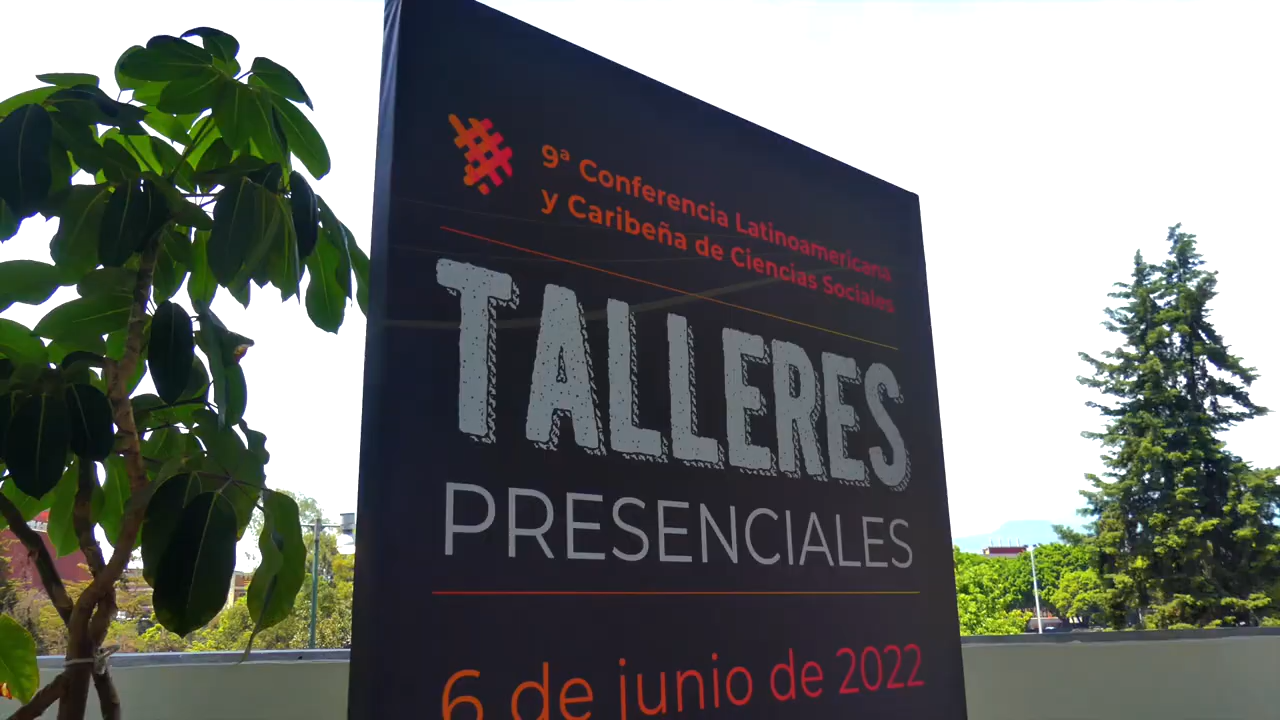 9ª Conferencia Latinoamericana
y Caribeña de Ciencias Sociales
TALLERES
PRESENCIALES
6 de junio de 2022